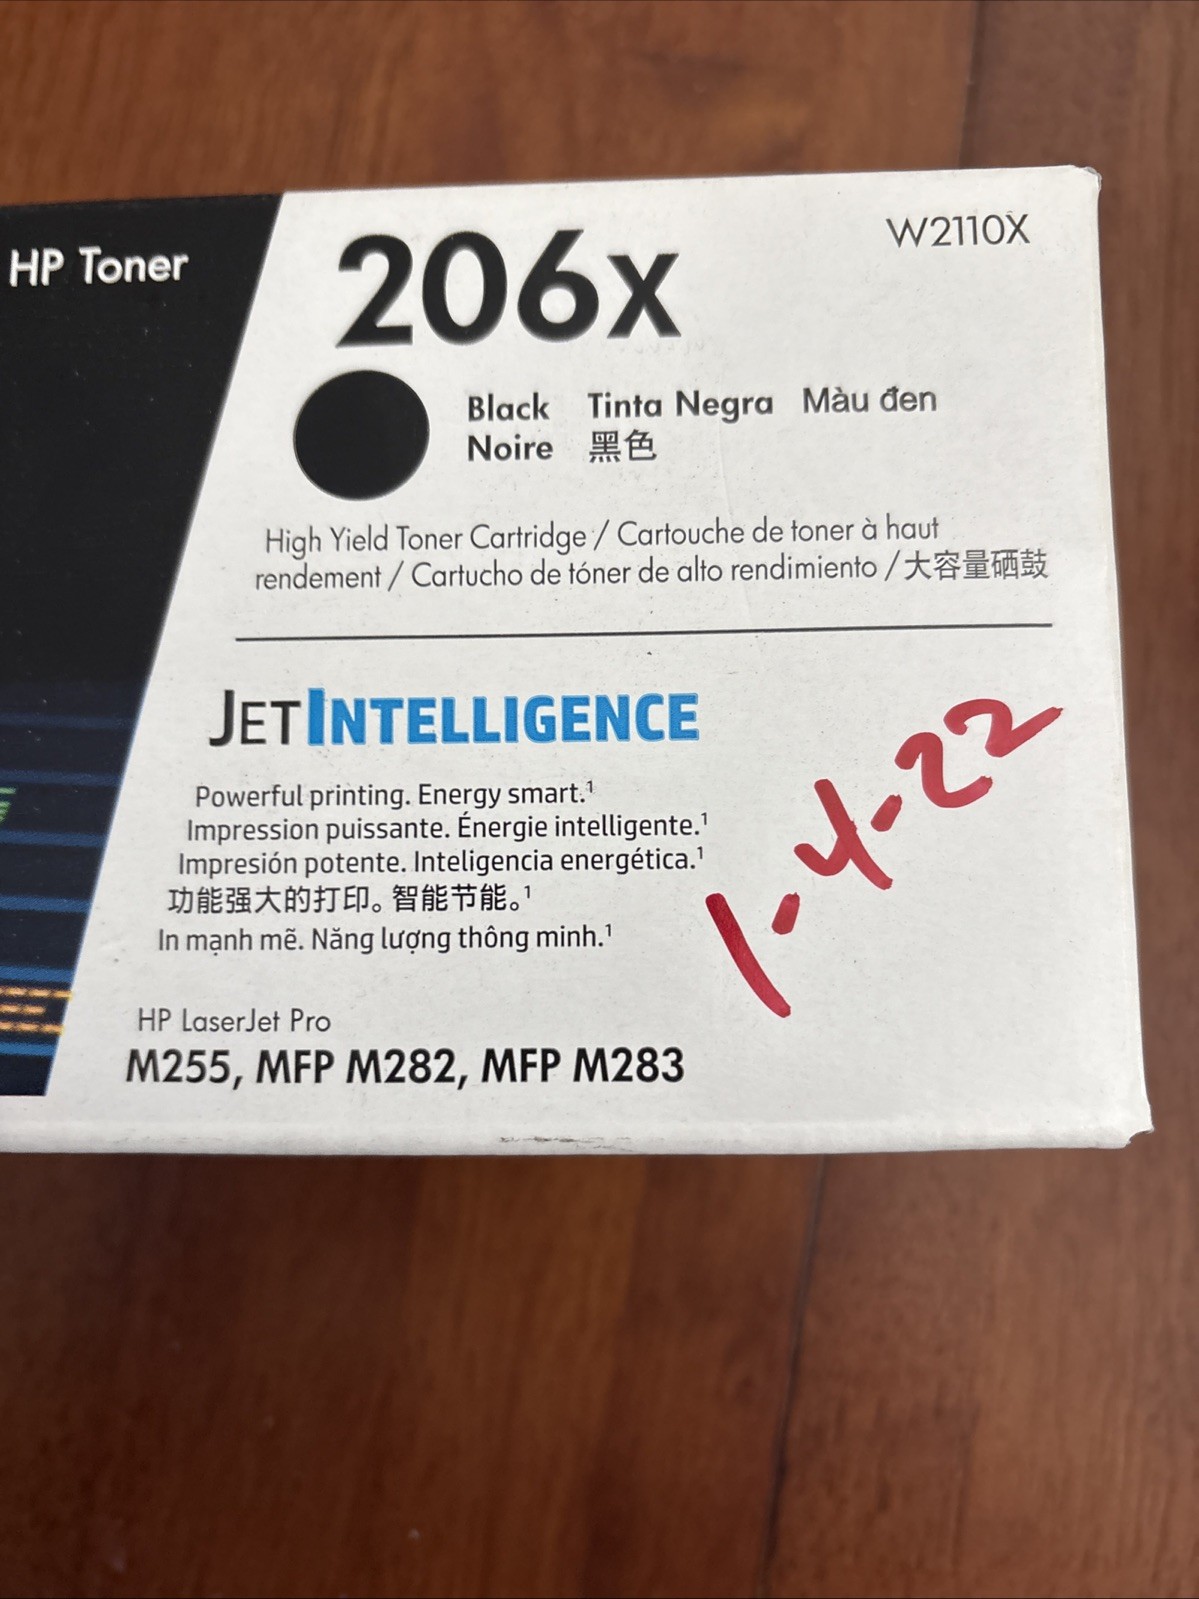 HP Toner
206x
W2110X
Black Tinta Negra Màu đen
Noire 黑色
High Yield Toner Cartridge / Cartouche de toner à haut
rendement / Cartucho de tóner de alto rendimiento / 大容量硒鼓
JETINTELLIGENCE
Powerful printing. Energy smart.¹
Impression puissante. Énergie intelligente.¹
Impresión potente. Inteligencia energética.¹
功能强大的打印。智能节能。¹
In mạnh mẽ. Năng lượng thông minh.¹
1-4-22
HP LaserJet Pro
M255, MFP M282, MFP M283